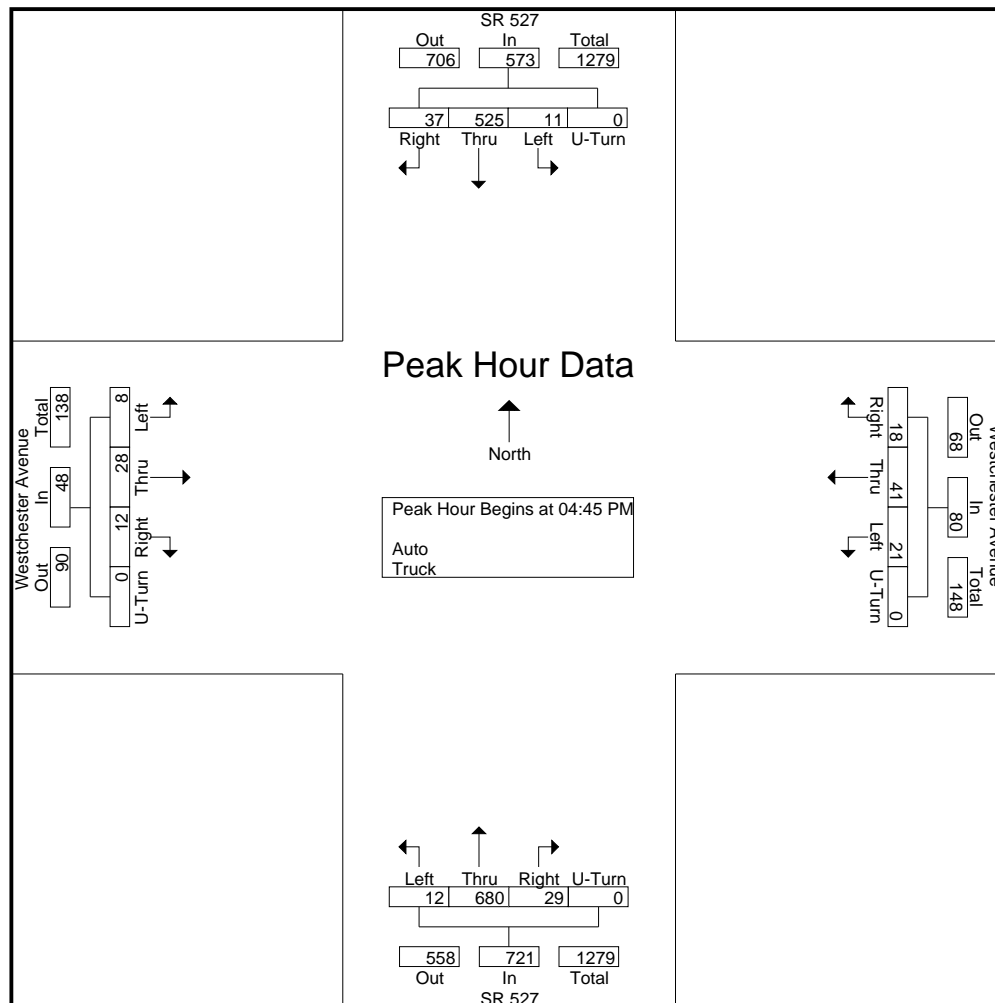 SR 527
Out In Total
706 573 1279
37 525 11 0
Right Thru Left U-Turn
Peak Hour Data
North
Peak Hour Begins at 04:45 PM
Auto
Truck
Westchester Avenue
Out In Total
90 48 138
0 12 28 8
U-Turn Right Thru Left
Westchester Avenue
Out In Total
68 80 148
18 41 21 0
Right Thru Left U-Turn
Left Thru Right U-Turn
12 680 29 0
558 721 1279
Out In Total
SR 527